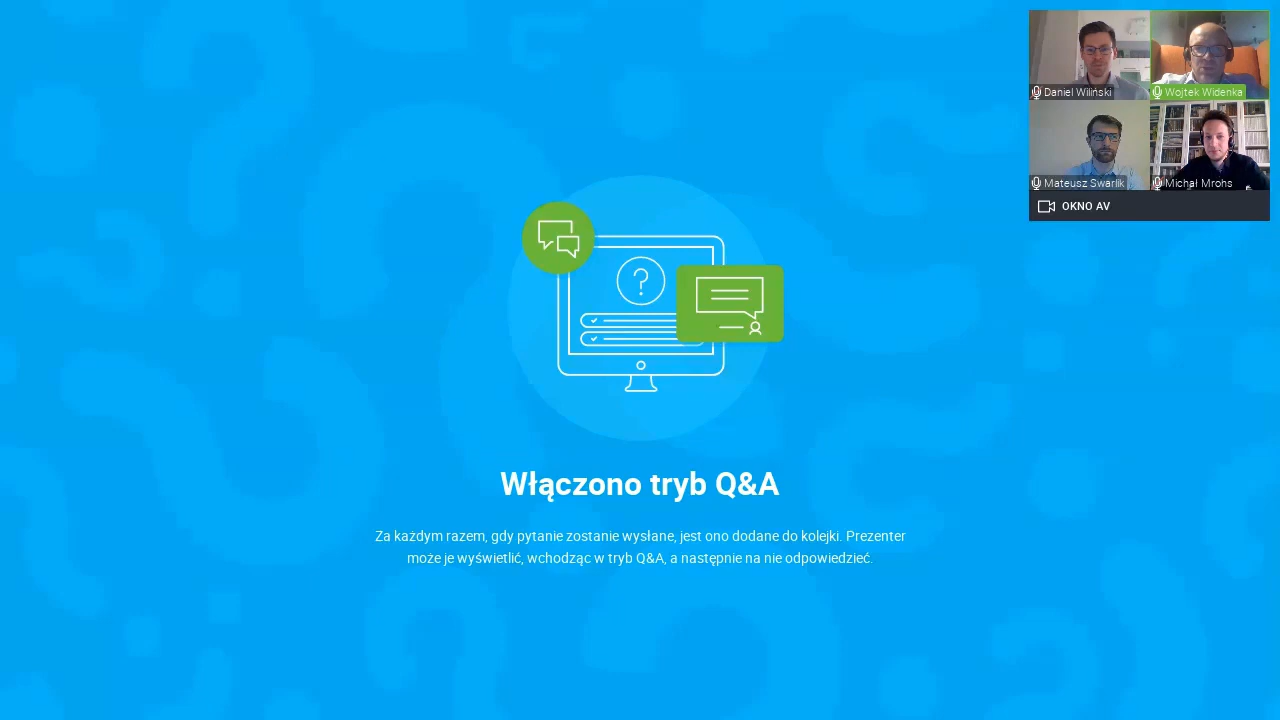 Daniel Wiliński
Wojtek Widenka
Mateusz Swarlik
Michał Mrohs
OKNO AV
Włączono tryb Q&A
Za każdym razem, gdy pytanie zostanie wysłane, jest ono dodane do kolejki. Prezenter
może je wyświetlić, wchodząc w tryb Q&A, a następnie na nie odpowiedzieć.